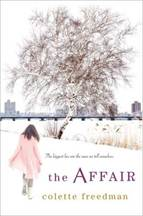 The biggest lies are the ones we tell ourselves.
the AFFAIR
colette freedman